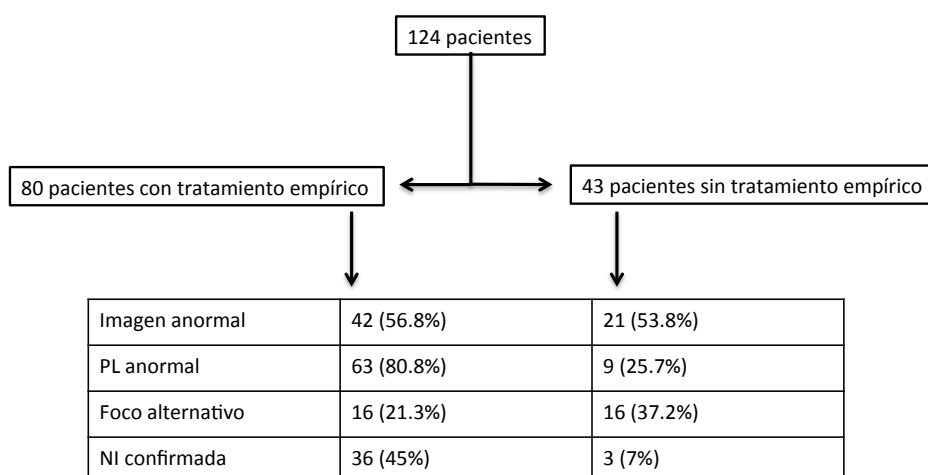 124 pacientes
80 pacientes con tratamiento empírico
43 pacientes sin tratamiento empírico
Imagen anormal 42 (56.8%) 21 (53.8%)
PL anormal 63 (80.8%) 9 (25.7%)
Foco alternativo 16 (21.3%) 16 (37.2%)
NI confirmada 36 (45%) 3 (7%)